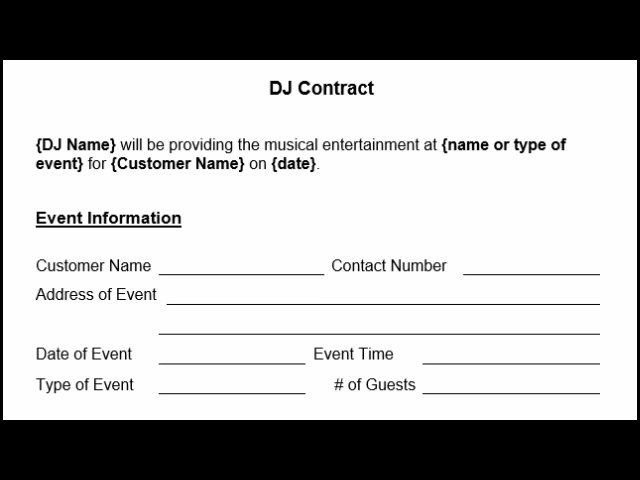 DJ Contract
{DJ Name} will be providing the musical entertainment at {name or type of
event} for {Customer Name} on {date}.
Event Information
Customer Name Contact Number
Address of Event
Date of Event Event Time
Type of Event # of Guests